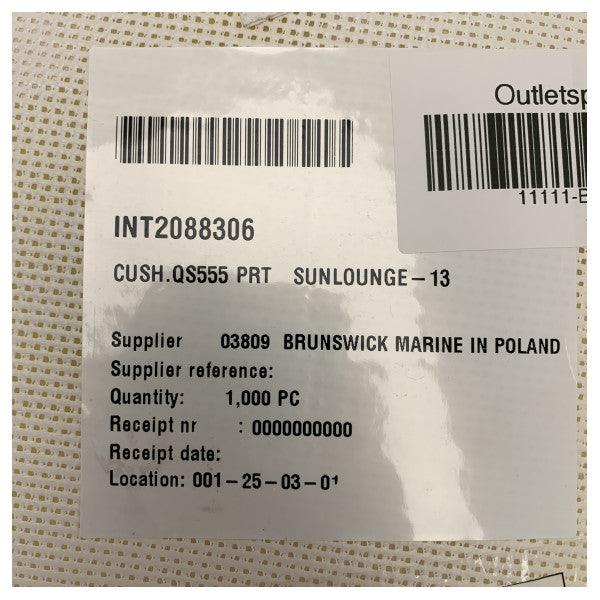 Outletsp
11111-E
INT2088306
CUSH.QS555 PRT SUNLOUNGE-13
Supplier 03809 BRUNSWICK MARINE IN POLAND
Supplier reference:
Quantity: 1,000 PC
Receipt nr : 0000000000
Receipt date:
Location: 001-25-03-01